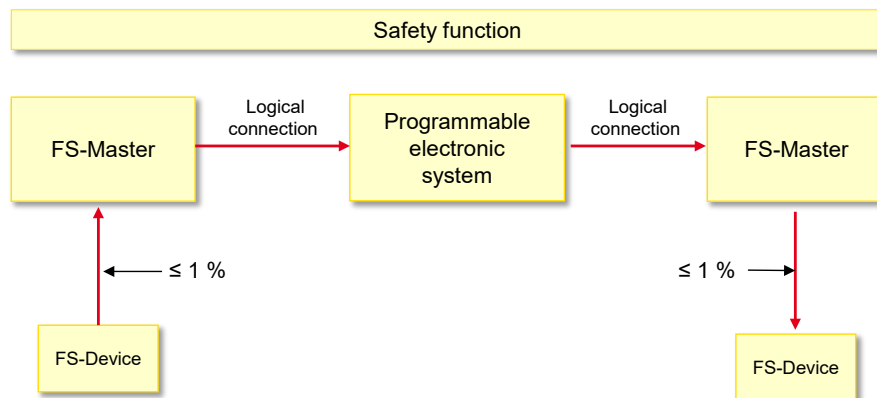 Safety function
FS-Master
Logical
connection
Programmable
electronic
system
Logical
connection
FS-Master
≤ 1 %
≤ 1 %
FS-Device
FS-Device